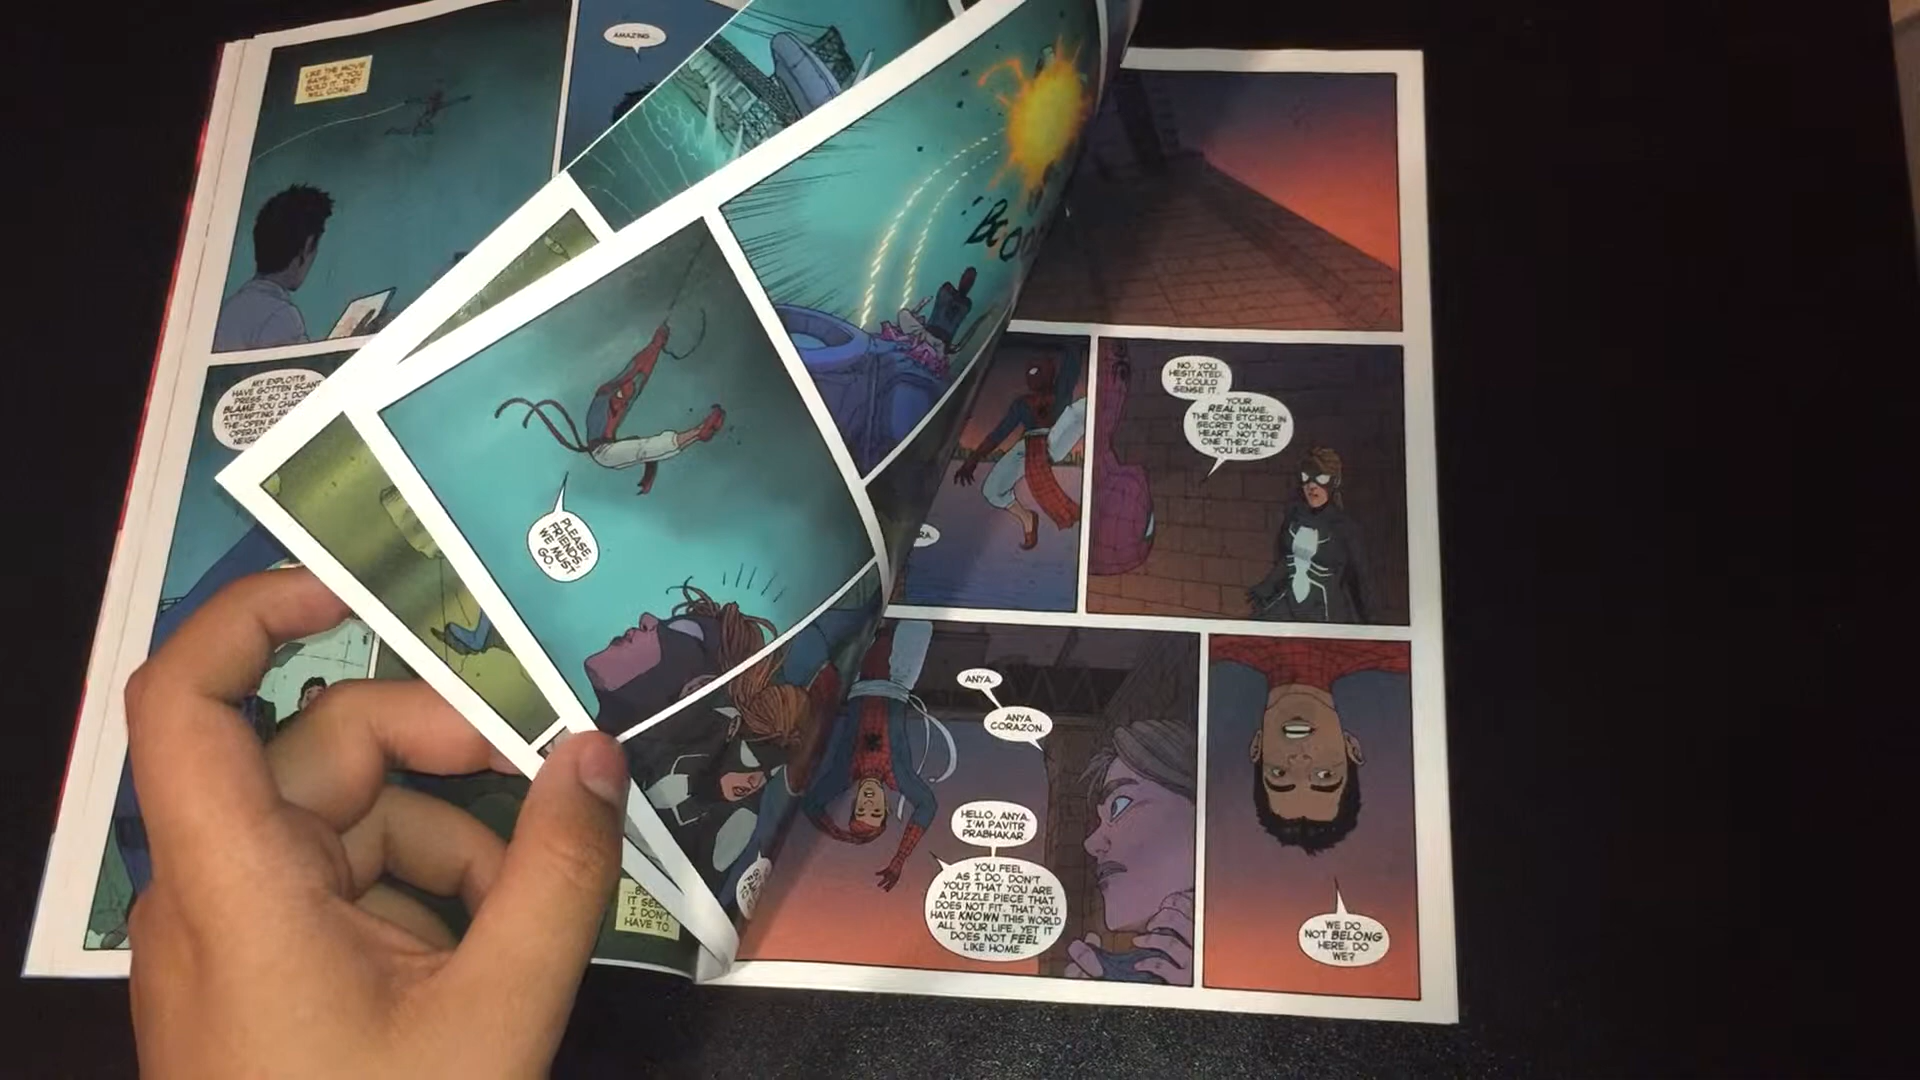 LIKE THE MOVIE
SAYS: "IF YOU
BUILD IT, THEY
WILL COME."
AMAZING...
MY EXPLOITS
HAVE GOTTEN SCANT
PRESS, SO I DON'T
BLAME YOU
ATTEMPTING
PLEASE,
FRIENDS,
WE MUST
GO.
IT
I DON'T
HAVE TO.
NO, YOU
HESITATED.
I COULD
SENSE IT.
YOUR
REAL NAME.
THE ONE ETCHED IN
SECRET ON YOUR
HEART. NOT THE
ONE THEY CALL
YOU HERE.
ANYA.
ANYA
CORAZON.
HELLO, ANYA.
I'M PAVITR
PRABHAKAR.
YOU FEEL
AS I DO, DON'T
YOU? THAT YOU ARE
A PUZZLE PIECE THAT
DOES NOT FIT. THAT YOU
HAVE KNOWN THIS WORLD
ALL YOUR LIFE, YET IT
DOES NOT FEEL
LIKE HOME.
WE DO
NOT BELONG
HERE, DO
WE?